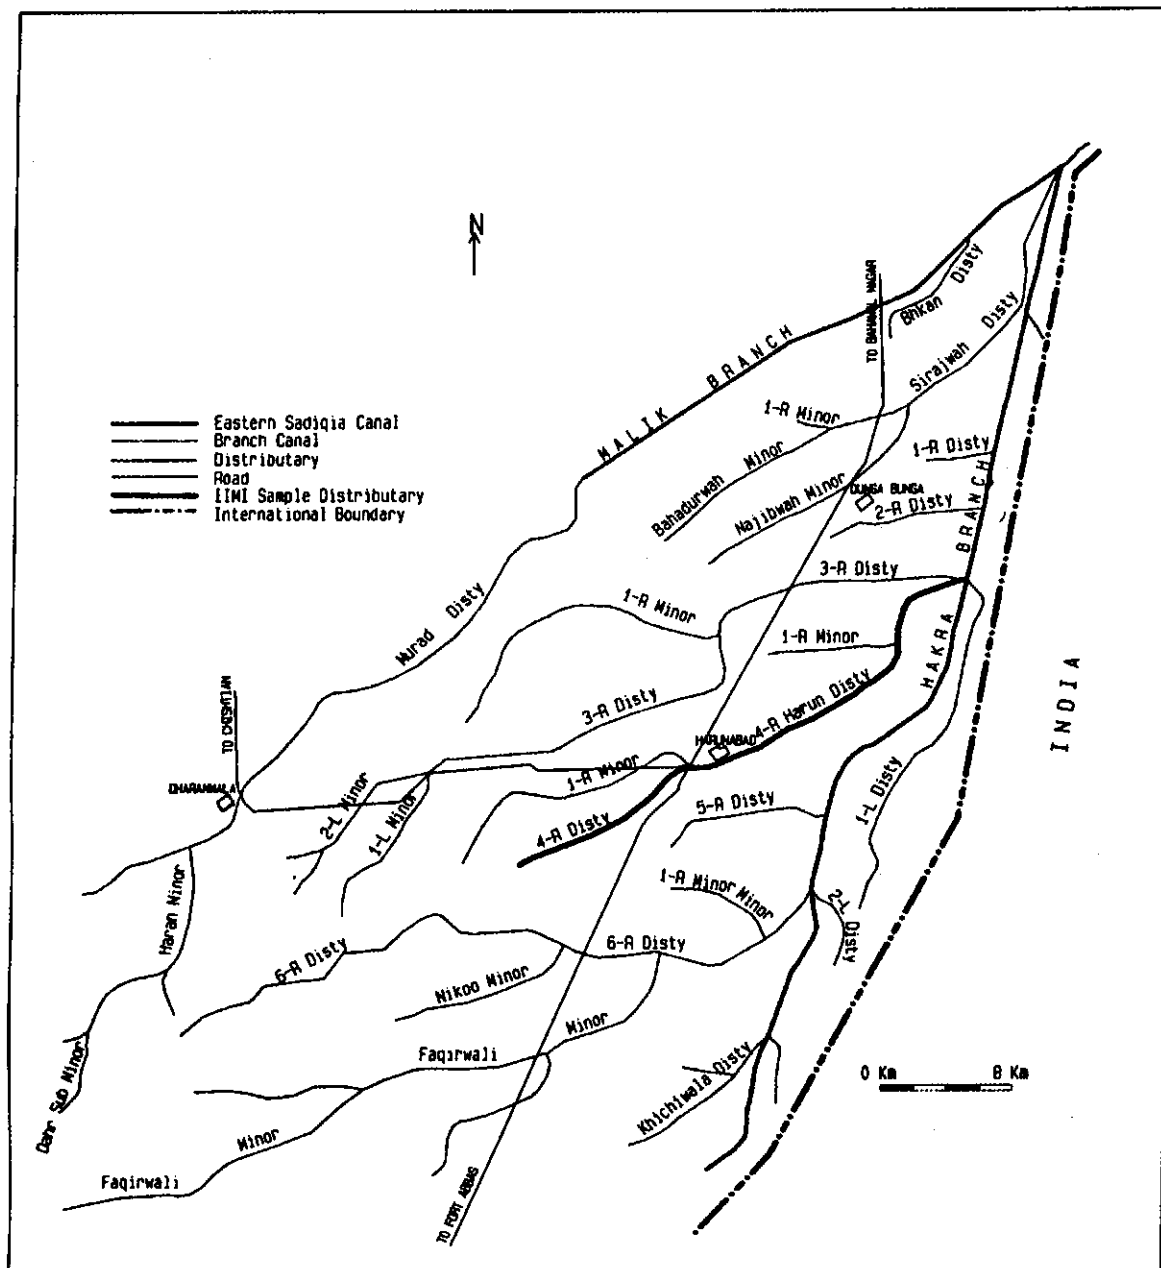 N
Bhkan Disty
TO BAHAWAL NAGAR
Sirajwah Disty
MALIK BRANCH
1-R Minor
Eastern Sadiqia Canal
Branch Canal
Distributary
Road
IIMI Sample Distributary
International Boundary
1-R Disty
Bahadurwah Minor
Najibwah Minor
DUNGA BUNGA
2-R Disty
HAKRA BRANCH
3-R Disty
1-R Minor
1-R Minor
Murad Disty
INDIA
3-R Disty
4-R Harun Disty
TO CHISHTIAN
HARUNABAD
DHARANWALA
1-R Minor
2-L Minor
1-L Minor
5-R Disty
1-L Disty
4-R Disty
1-R Minor Minor
2-L Disty
Haran Minor
6-R Disty
6-R Disty
Nikoo Minor
Minor
Faqirwali
0 Km 8 Km
Khichiwala Disty
Dahr Sub Minor
Minor
Faqirwali
TO FORT ABBAS